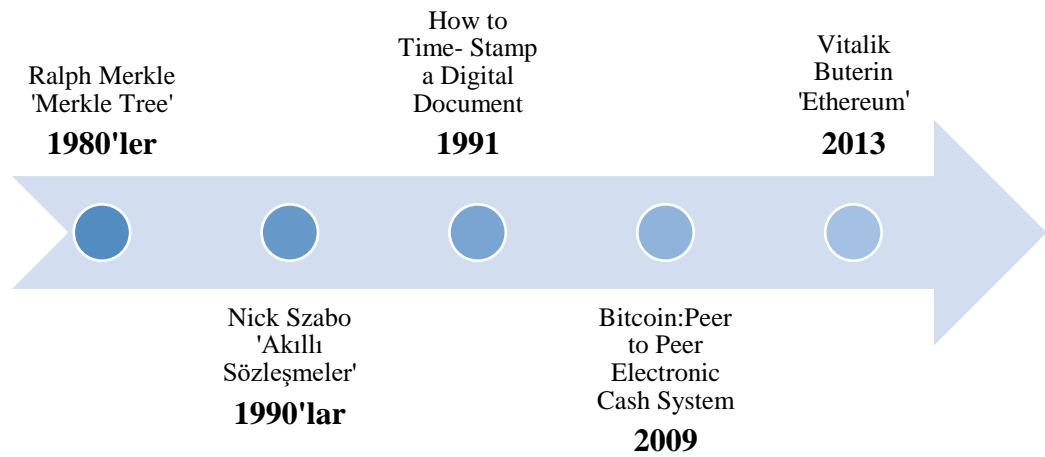 Ralph Merkle
'Merkle Tree'
1980'ler
Nick Szabo
'Akıllı
Sözleşmeler'
1990'lar
How to
Time- Stamp
a Digital
Document
1991
Bitcoin:Peer
to Peer
Electronic
Cash System
2009
Vitalik
Buterin
'Ethereum'
2013